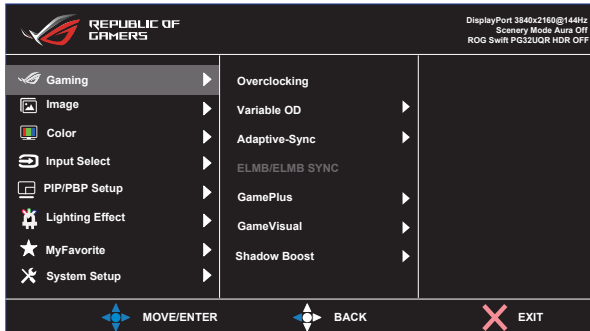 REPUBLIC OF
GAMERS
DisplayPort 3840x2160@144Hz
Scenery Mode Aura Off
ROG Swift PG32UQR HDR OFF
Gaming
Image
Color
Input Select
PIP/PBP Setup
Lighting Effect
MyFavorite
System Setup
Overclocking
Variable OD
Adaptive-Sync
ELMB/ELMB SYNC
GamePlus
GameVisual
Shadow Boost
MOVE/ENTER
BACK
EXIT